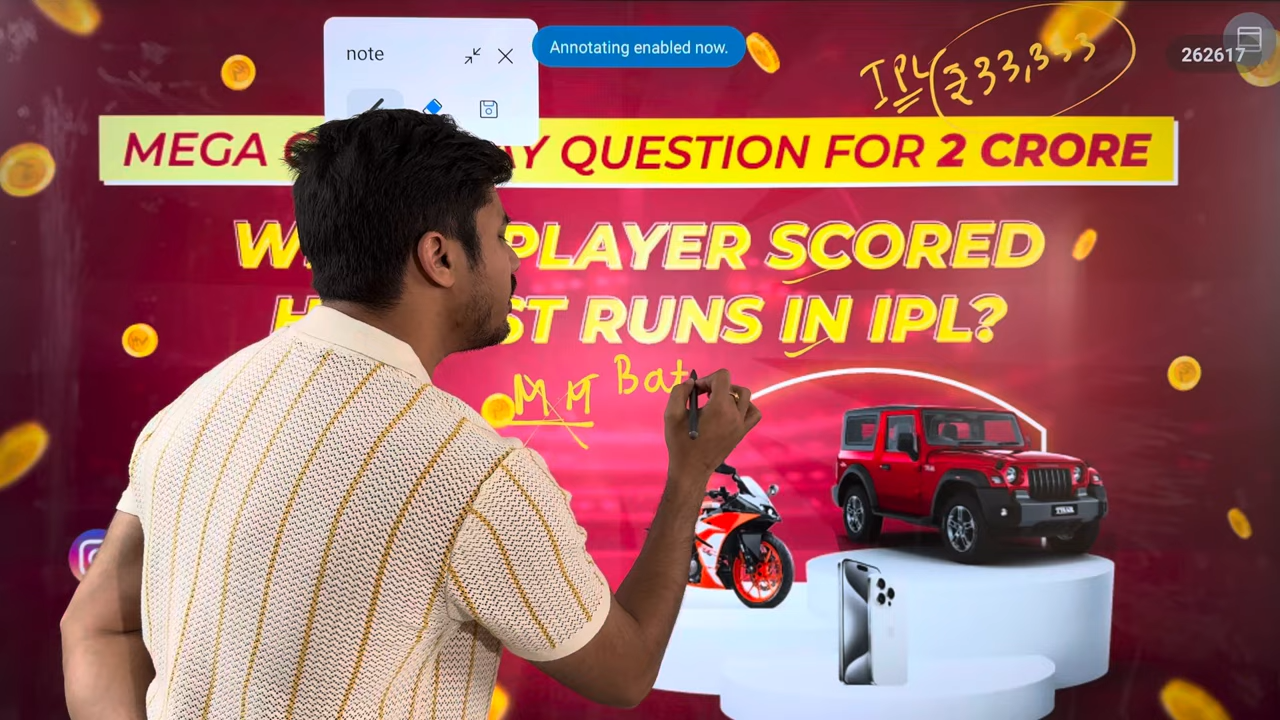 note
Annotating enabled now.
262617
IPL ₹33,333
MEGA QUESTION FOR 2 CRORE
PLAYER SCORED
RUNS IN IPL?
Bat
THAR